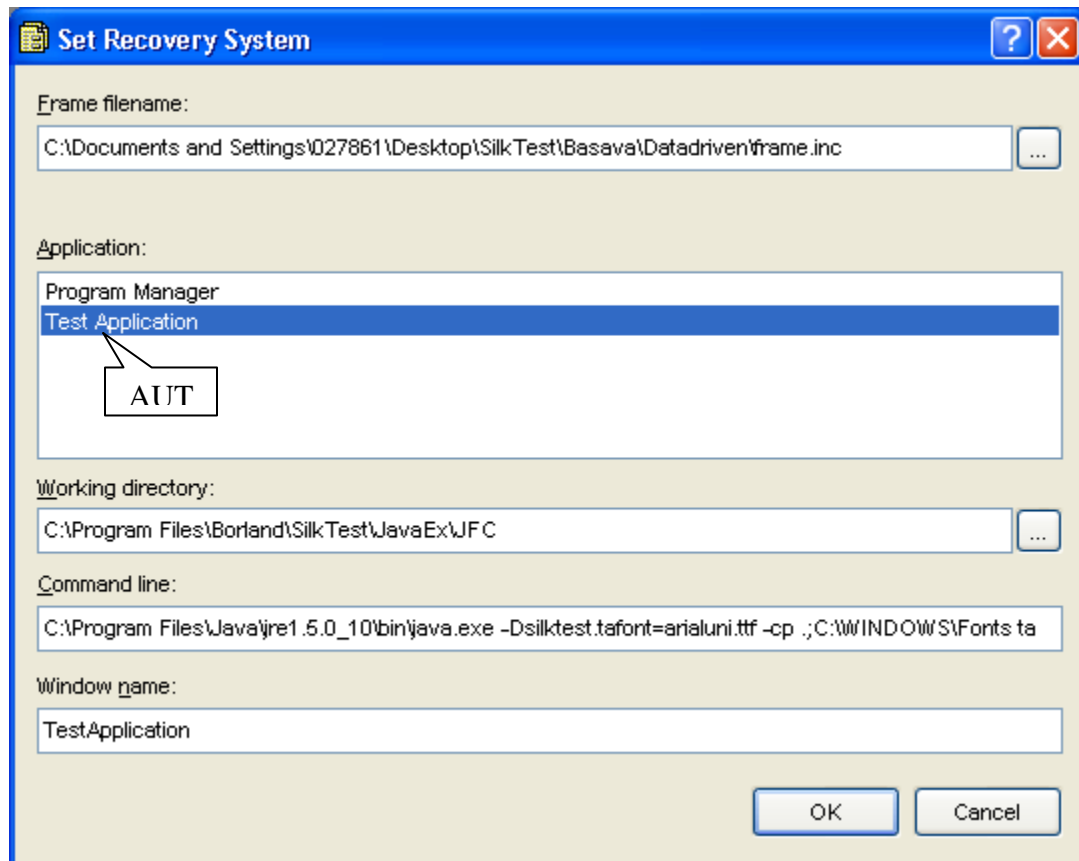 Set Recovery System
Frame filename:
C:\Documents and Settings\027861\Desktop\SilkTest\Basava\Datadriven\frame.inc
...
Application:
Program Manager
Test Application
AUT
Working directory:
C:\Program Files\Borland\SilkTest\JavaEx\JFC
...
Command line:
C:\Program Files\Java\jre1.5.0_10\bin\java.exe -Dsilktest.tafont=arialuni.ttf -cp .;C:\WINDOWS\Fonts ta
Window name:
TestApplication
OK Cancel